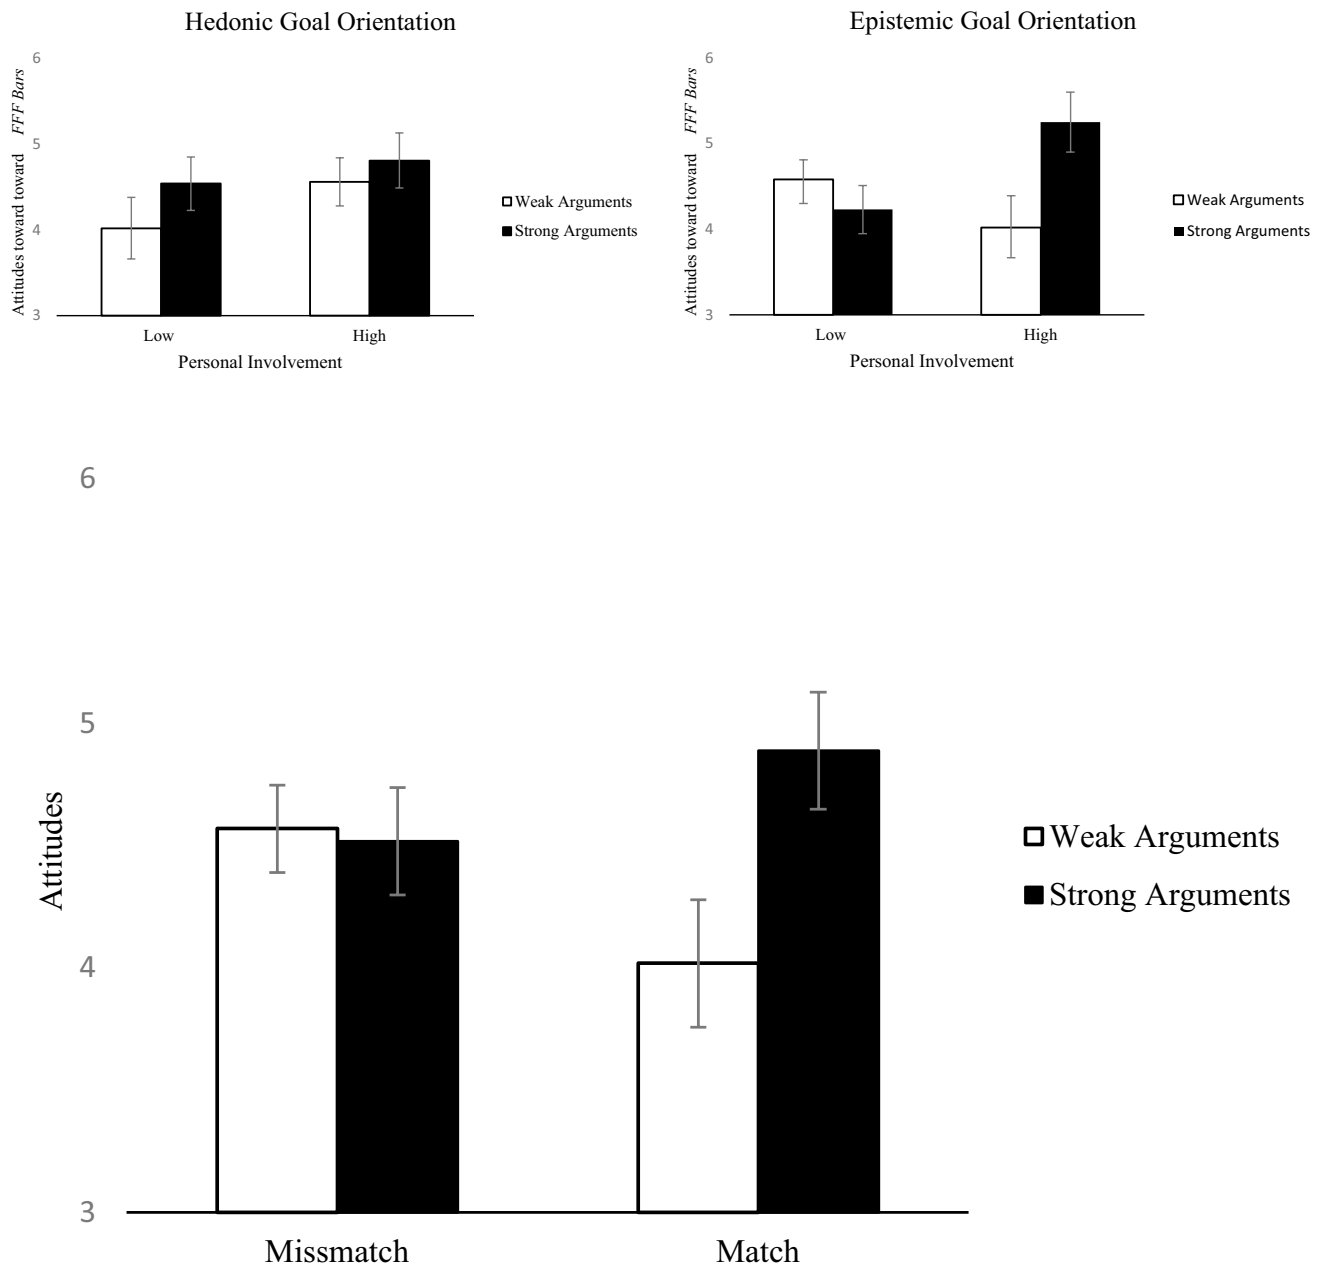 Hedonic Goal Orientation
6
5
4
3
Attitudes toward toward FFF Bars
Low
High
Personal Involvement
Weak Arguments
Strong Arguments
Epistemic Goal Orientation
6
5
4
3
Attitudes toward toward FFF Bars
Low
High
Personal Involvement
Weak Arguments
Strong Arguments
6
5
4
3
Attitudes
Missmatch
Match
Weak Arguments
Strong Arguments